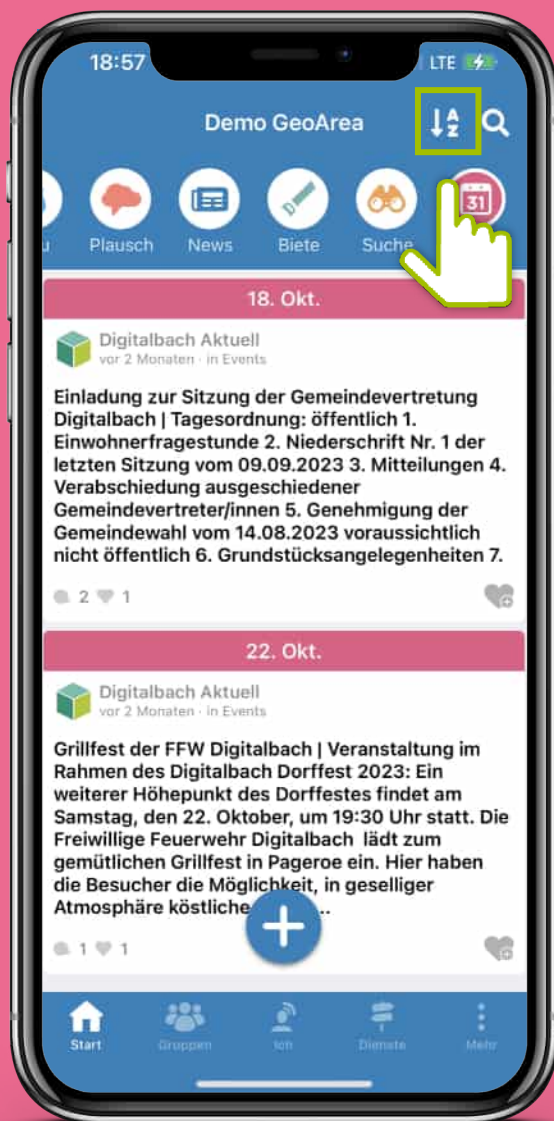 18:57
LTE
Demo GeoArea
A
Z
u
Plausch
News
Biete
Suche
31
18. Okt.
Digitalbach Aktuell
vor 2 Monaten · in Events
Einladung zur Sitzung der Gemeindevertretung
Digitalbach | Tagesordnung: öffentlich 1.
Einwohnerfragestunde 2. Niederschrift Nr. 1 der
letzten Sitzung vom 09.09.2023 3. Mitteilungen 4.
Verabschiedung ausgeschiedener
Gemeindevertreter/innen 5. Genehmigung der
Gemeindewahl vom 14.08.2023 voraussichtlich
nicht öffentlich 6. Grundstücksangelegenheiten 7.
2 1
22. Okt.
Digitalbach Aktuell
vor 2 Monaten · in Events
Grillfest der FFW Digitalbach | Veranstaltung im
Rahmen des Digitalbach Dorffest 2023: Ein
weiterer Höhepunkt des Dorffestes findet am
Samstag, den 22. Oktober, um 19:30 Uhr statt. Die
Freiwillige Feuerwehr Digitalbach lädt zum
gemütlichen Grillfest in Pageroe ein. Hier haben
die Besucher die Möglichkeit, in geselliger
Atmosphäre köstliche ...
1 1
Start
Gruppen
Ich
Dienste
Mehr